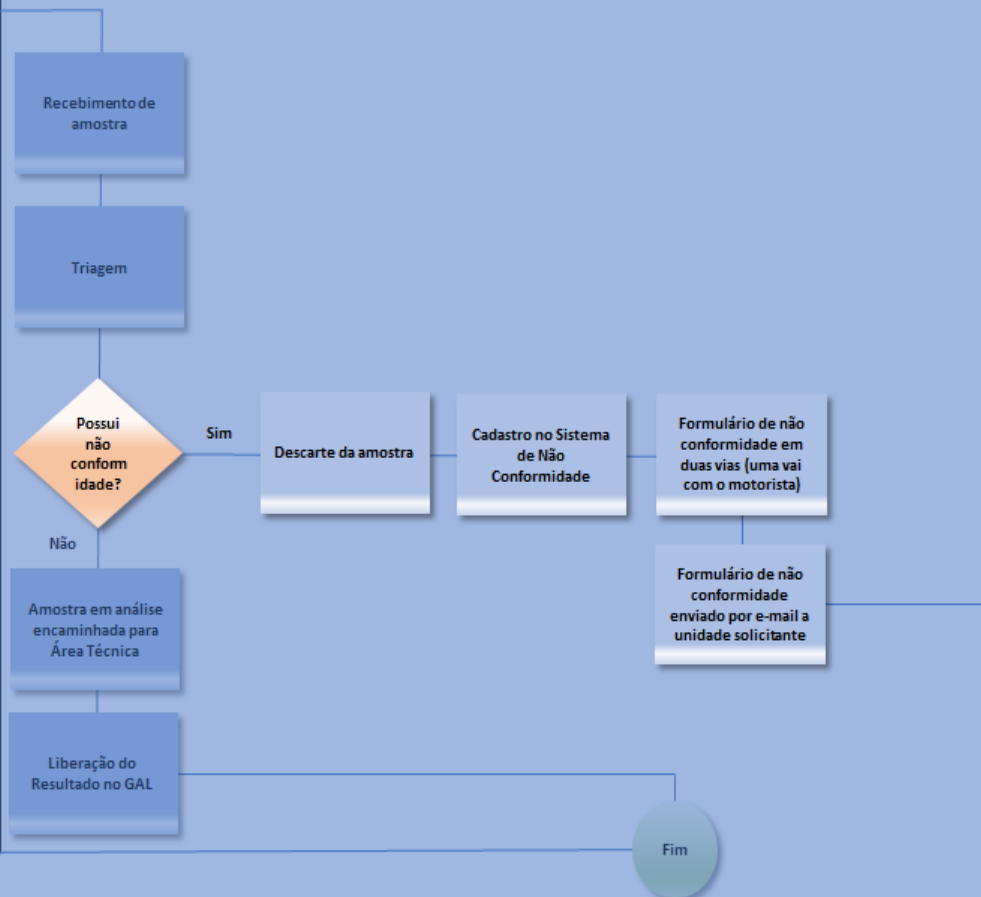 Recebimento de
amostra
Triagem
Possui
não
conform
idade?
Sim
Descarte da amostra
Cadastro no Sistema
de Não
Conformidade
Formulário de não
conformidade em
duas vias (uma vai
com o motorista)
Formulário de não
conformidade
enviado por e-mail a
unidade solicitante
Não
Amostra em análise
encaminhada para
Área Técnica
Liberação do
Resultado no GAL
Fim